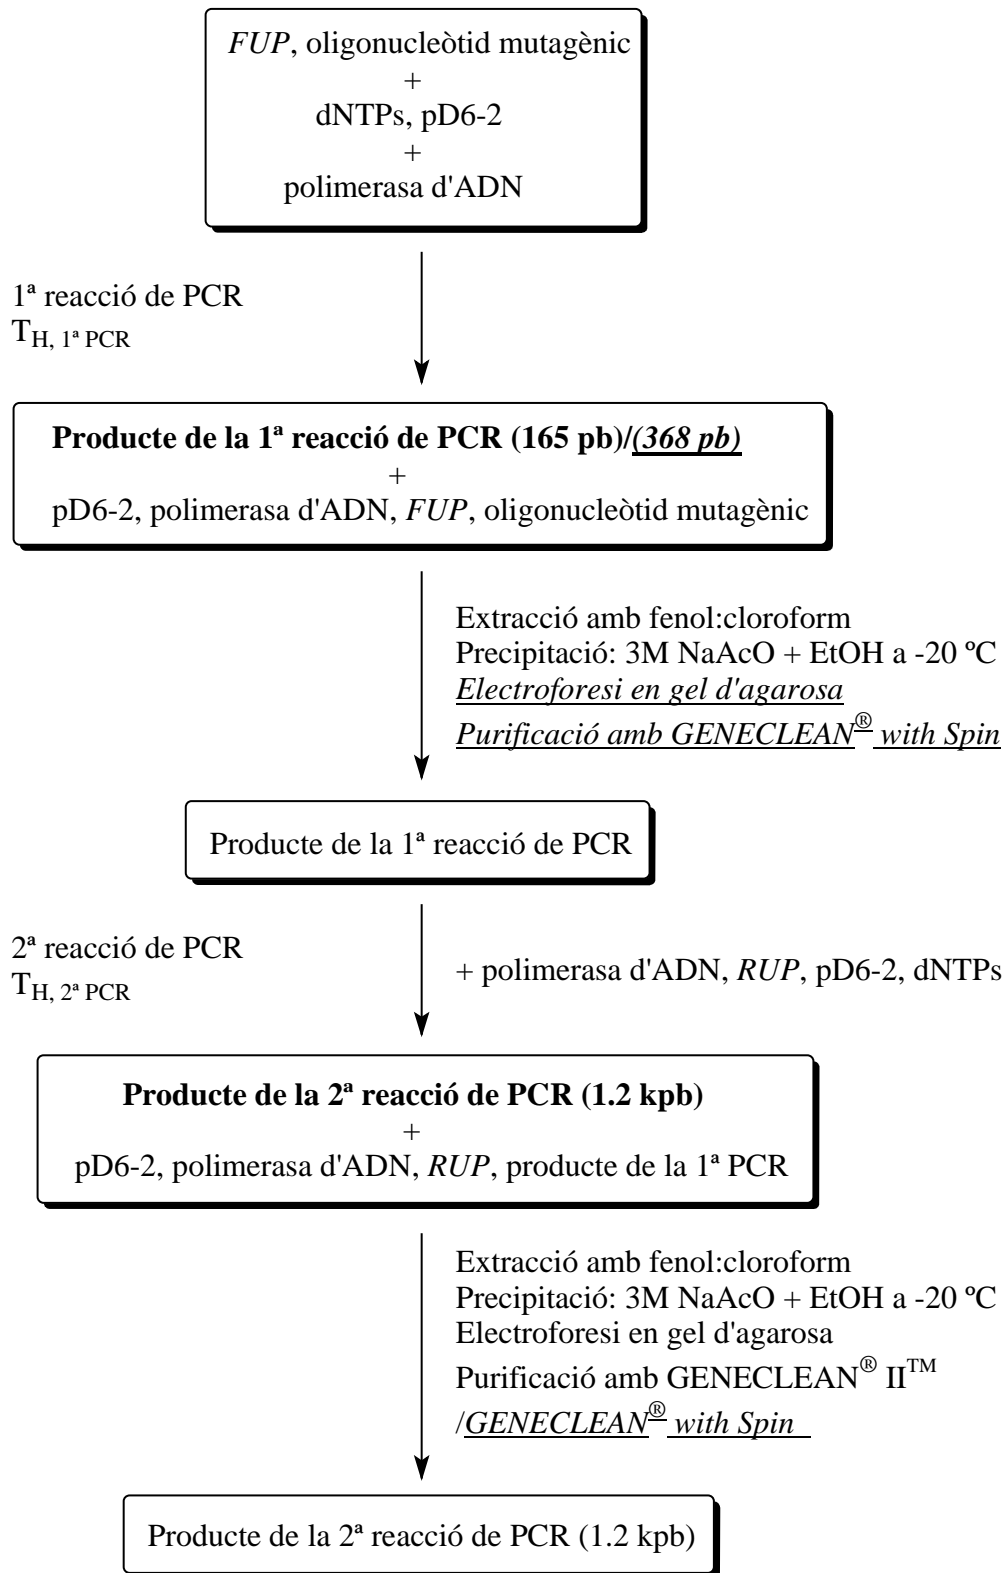 FUP, oligonucleòtid mutagènic
+
dNTPs, pD6-2
+
polimerasa d'ADN
1ª reacció de PCR
TH, 1ª PCR
Producte de la 1ª reacció de PCR (165 pb)/(368 pb)
+
pD6-2, polimerasa d'ADN, FUP, oligonucleòtid mutagènic
Extracció amb fenol:cloroform
Precipitació: 3M NaAcO + EtOH a -20 ºC
Electroforesi en gel d'agarosa
Purificació amb GENECLEAN® with Spin
Producte de la 1ª reacció de PCR
2ª reacció de PCR
TH, 2ª PCR
+ polimerasa d'ADN, RUP, pD6-2, dNTPs
Producte de la 2ª reacció de PCR (1.2 kpb)
+
pD6-2, polimerasa d'ADN, RUP, producte de la 1ª PCR
Extracció amb fenol:cloroform
Precipitació: 3M NaAcO + EtOH a -20 ºC
Electroforesi en gel d'agarosa
Purificació amb GENECLEAN® II™
/GENECLEAN® with Spin
Producte de la 2ª reacció de PCR (1.2 kpb)